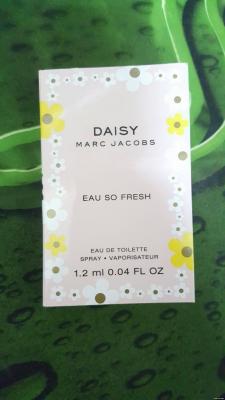 DAISY
MARC JACOBS
EAU SO FRESH
EAU DE TOILETTE
SPRAY • VAPORISATEUR
1.2 ml 0.04 FL OZ